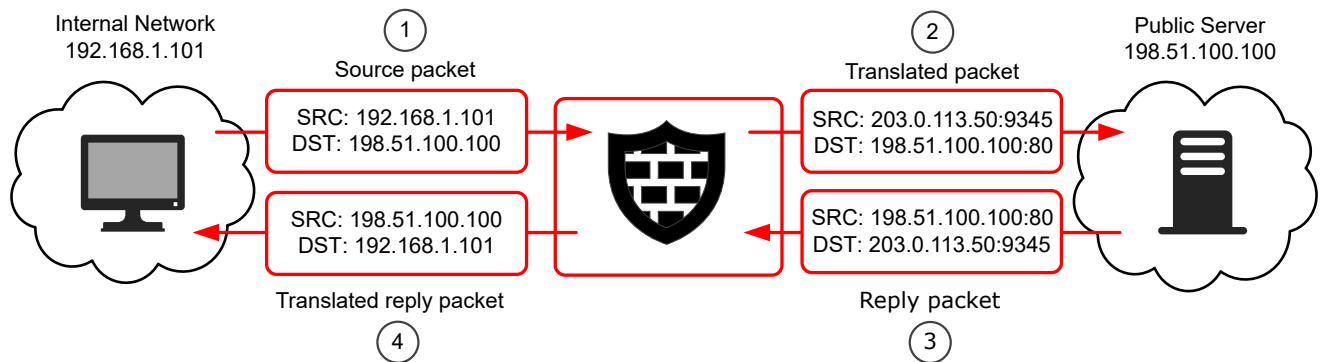 Internal Network
192.168.1.101
1
Source packet
SRC: 192.168.1.101
DST: 198.51.100.100
2
Translated packet
SRC: 203.0.113.50:9345
DST: 198.51.100.100:80
Public Server
198.51.100.100
SRC: 198.51.100.100
DST: 192.168.1.101
Translated reply packet
4
SRC: 198.51.100.100:80
DST: 203.0.113.50:9345
Reply packet
3